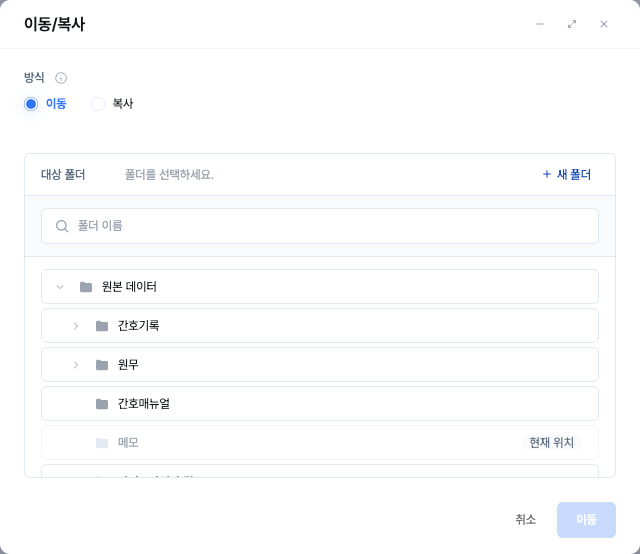 이동/복사
방식
이동 복사
대상 폴더 폴더를 선택하세요. + 새 폴더
폴더 이름
원본 데이터
간호기록
원무
간호매뉴얼
메모 현재 위치
취소 이동